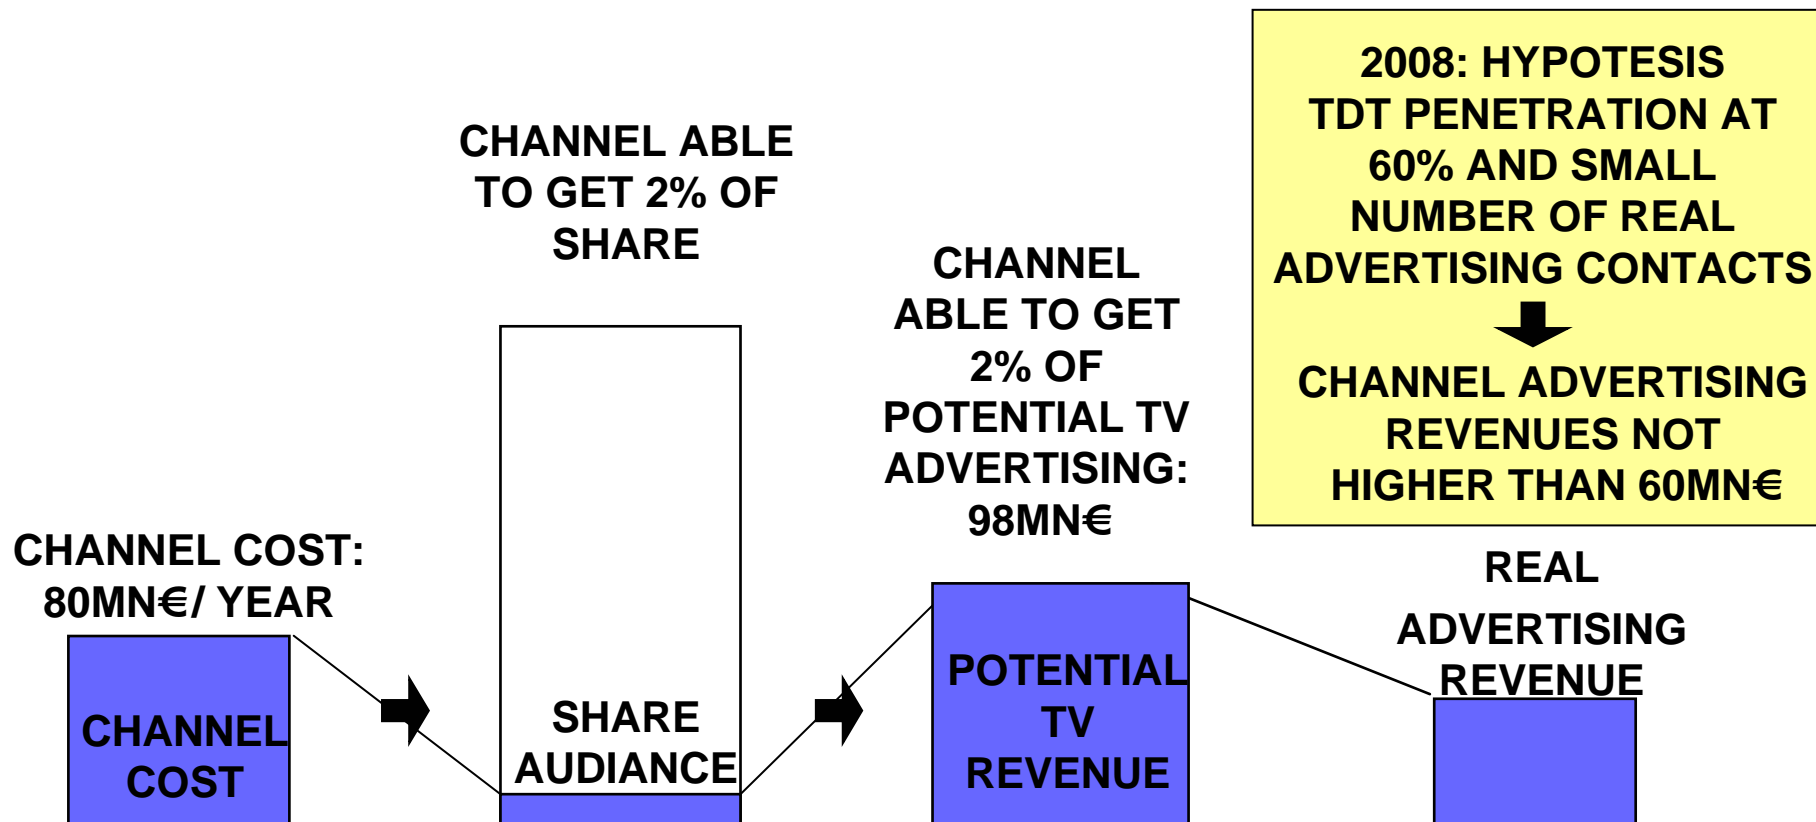 CHANNEL COST:
80MN€/ YEAR
CHANNEL
COST
CHANNEL ABLE
TO GET 2% OF
SHARE
SHARE
AUDIANCE
CHANNEL
ABLE TO GET
2% OF
POTENTIAL TV
ADVERTISING:
98MN€
POTENTIAL
TV
REVENUE
2008: HYPOTESIS
TDT PENETRATION AT
60% AND SMALL
NUMBER OF REAL
ADVERTISING CONTACTS
CHANNEL ADVERTISING
REVENUES NOT
HIGHER THAN 60MN€
REAL
ADVERTISING
REVENUE